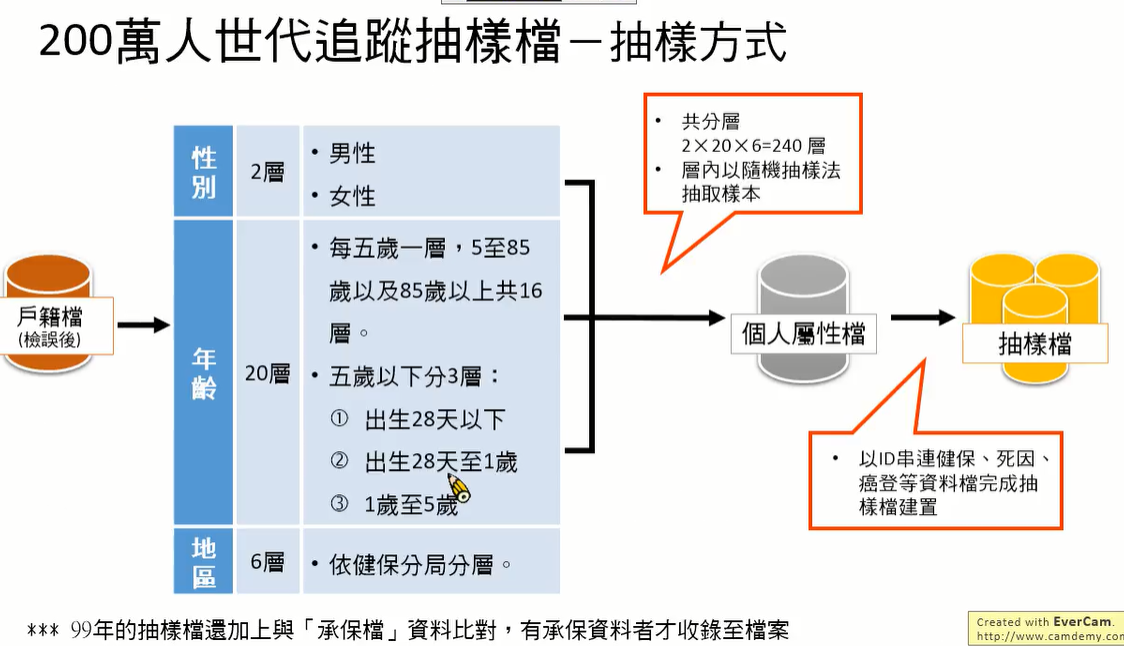 200萬人世代追蹤抽樣檔－抽樣方式
• 共分層
2×20×6=240 層
• 層內以隨機抽樣法
抽取樣本
性別
2層
• 男性
• 女性
年齡
20層
• 每五歲一層，5至85
歲以及85歲以上共16
層。
• 五歲以下分3層：
① 出生28天以下
② 出生28天至1歲
③ 1歲至5歲
地區
6層
• 依健保分局分層。
戶籍檔
(檢誤後)
個人屬性檔
抽樣檔
• 以ID串連健保、死因、
癌登等資料檔完成抽
樣檔建置
*** 99年的抽樣檔還加上與「承保檔」資料比對，有承保資料者才收錄至檔案
Created with EverCam.
http://www.camdemy.com